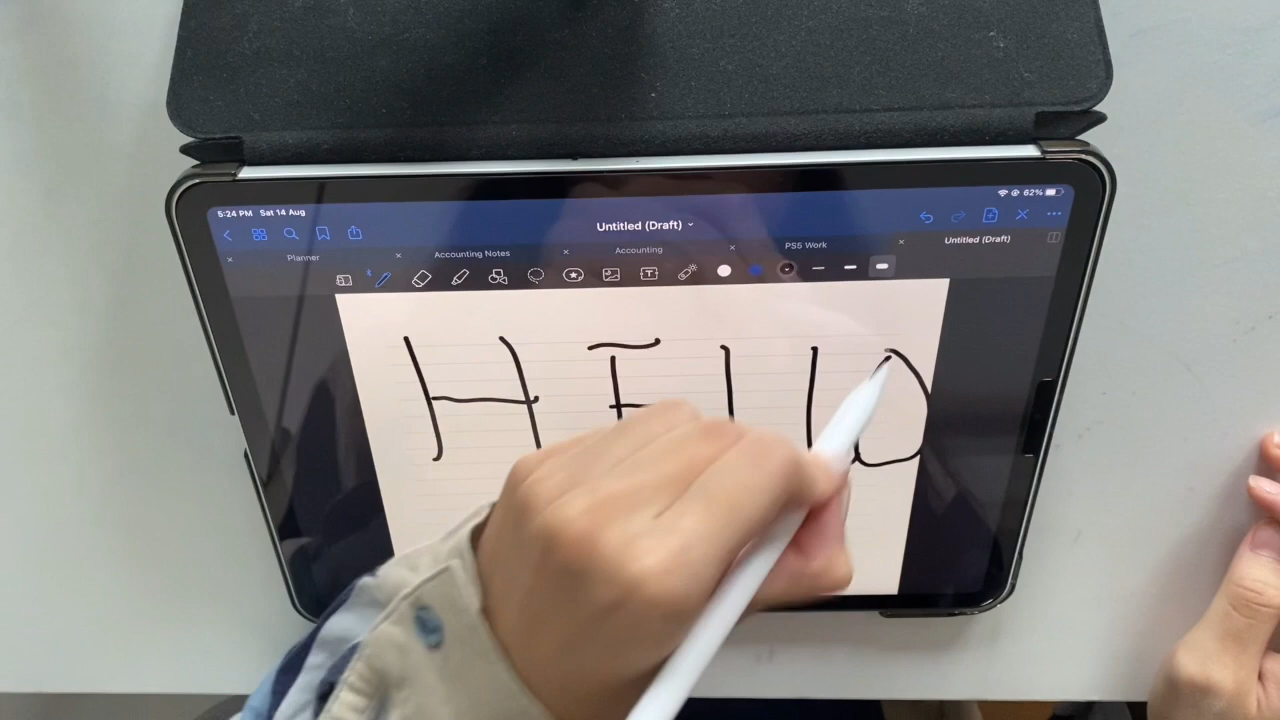 5:24 PM Sat 14 Aug 62%
Untitled (Draft)
Planner Accounting Notes Accounting PS5 Work Untitled (Draft)
T
HELLO